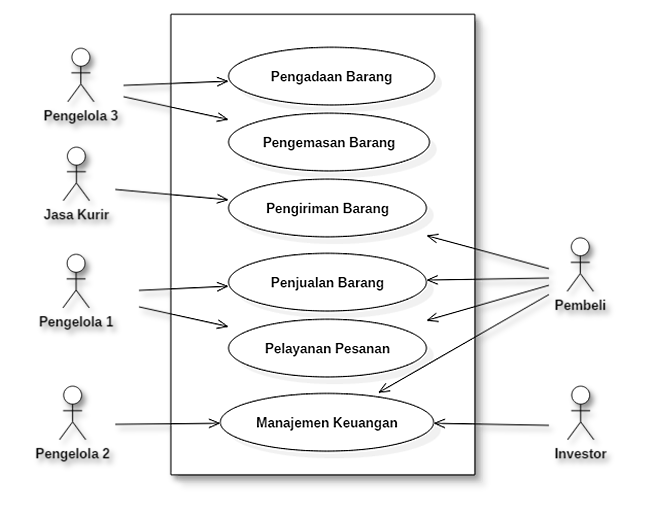 Pengadaan Barang
Pengelola 3
Pengemasan Barang
Jasa Kurir
Pengiriman Barang
Penjualan Barang
Pembeli
Pengelola 1
Pelayanan Pesanan
Manajemen Keuangan
Pengelola 2
Investor